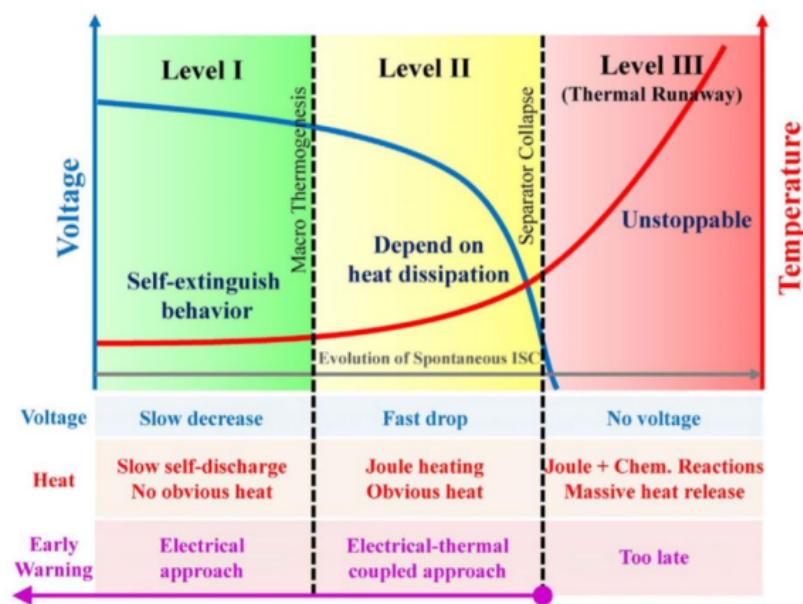 Level I
Level II
Level III
(Thermal Runaway)
Voltage
Macro Thermogenesis
Separator Collapse
Temperature
Self-extinguish
behavior
Depend on
heat dissipation
Unstoppable
Evolution of Spontaneous ISC
Voltage
Slow decrease
Fast drop
No voltage
Heat
Slow self-discharge
No obvious heat
Joule heating
Obvious heat
Joule + Chem. Reactions
Massive heat release
Early
Warning
Electrical
approach
Electrical-thermal
coupled approach
Too late